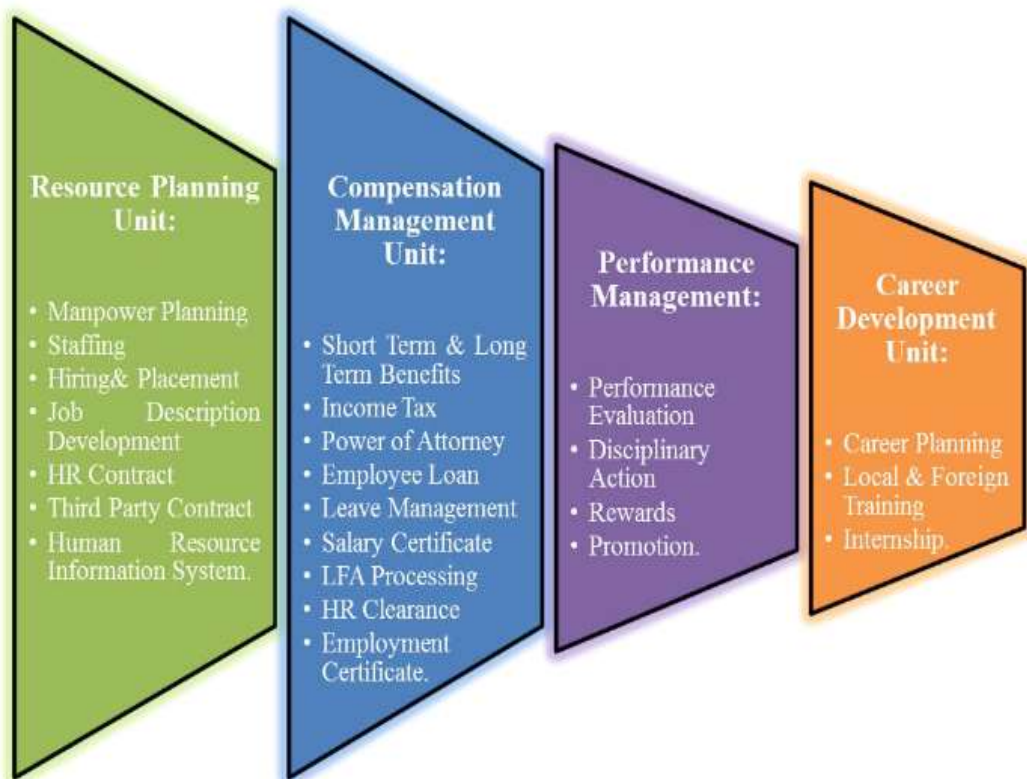 Resource Planning
Unit:
• Manpower Planning
• Staffing
• Hiring& Placement
• Job Description
Development
• HR Contract
• Third Party Contract
• Human Resource
Information System.
Compensation
Management
Unit:
• Short Term & Long
Term Benefits
• Income Tax
• Power of Attorney
• Employee Loan
• Leave Management
• Salary Certificate
• LFA Processing
• HR Clearance
• Employment
Certificate.
Performance
Management:
• Performance
Evaluation
• Disciplinary
Action
• Rewards
• Promotion.
Career
Development
Unit:
• Career Planning
• Local & Foreign
Training
• Internship.